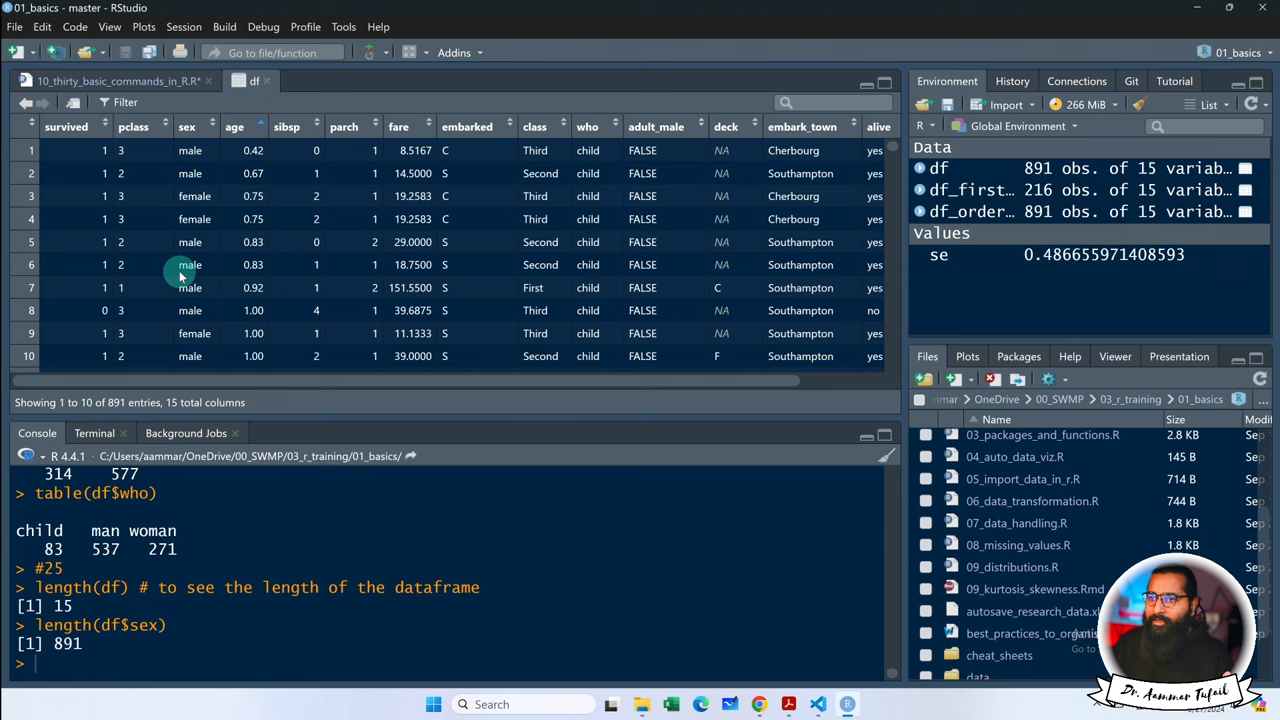 01_basics - master - RStudio
File Edit Code View Plots Session Build Debug Profile Tools Help
Go to file/function Addins 01_basics
10_thirty_basic_commands_in_R.R* df
Filter
survived pclass sex age sibsp parch fare embarked class who adult_male deck embark_town alive
1 1 3 male 0.42 0 1 8.5167 C Third child FALSE NA Cherbourg yes
2 1 2 male 0.67 1 1 14.5000 S Second child FALSE NA Southampton yes
3 1 3 female 0.75 2 1 19.2583 C Third child FALSE NA Cherbourg yes
4 1 3 female 0.75 2 1 19.2583 C Third child FALSE NA Cherbourg yes
5 1 2 male 0.83 0 2 29.0000 S Second child FALSE NA Southampton yes
6 1 2 male 0.83 1 1 18.7500 S Second child FALSE NA Southampton yes
7 1 1 male 0.92 1 2 151.5500 S First child FALSE C Southampton yes
8 0 3 male 1.00 4 1 39.6875 S Third child FALSE NA Southampton no
9 1 3 female 1.00 1 1 11.1333 S Third child FALSE NA Southampton yes
10 1 2 male 1.00 2 1 39.0000 S Second child FALSE F Southampton yes
Showing 1 to 10 of 891 entries, 15 total columns
Console Terminal Background Jobs
R 4.4.1 · C:/Users/aammar/OneDrive/00_SWMP/03_r_training/01_basics/
314 577
> table(df$who)
child man woman
83 537 271
> #25
> length(df) # to see the length of the dataframe
[1] 15
> length(df$sex)
[1] 891
>
Environment History Connections Git Tutorial
Import 266 MiB List
R Global Environment
Data
df 891 obs. of 15 variab…
df_first… 216 obs. of 15 variab…
df_order… 891 obs. of 15 variab…
Values
se 0.486655971408593
Files Plots Packages Help Viewer Presentation
mmar OneDrive 00_SWMP 03_r_training 01_basics ...
Name Size Modif
03_packages_and_functions.R 2.8 KB Sep
04_auto_data_viz.R 145 B Sep
05_import_data_in_r.R 714 B Sep
06_data_transformation.R 744 B Sep
07_data_handling.R 1.8 KB Sep
08_missing_values.R 1.8 KB Sep
09_distributions.R Sep
09_kurtosis_skewness.Rmd Sep
autosave_research_data.xl
best_practices_to_organi
cheat_sheets
data
Go to
Dr. Aammar Tufail
Search